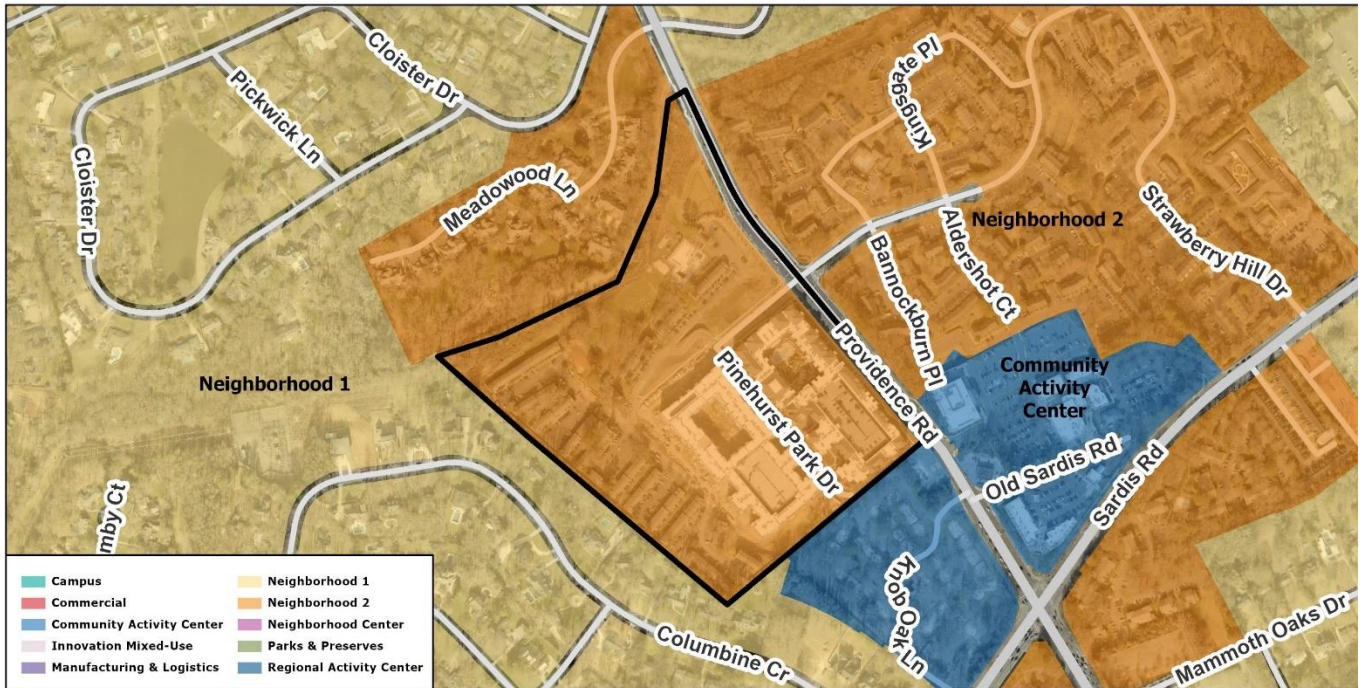 Cloister Dr
Pickwick Ln
Cloister Dr
Meadowood Ln
Kingsgate Pl
Neighborhood 2
Aldershot Ct
Strawberry Hill Dr
Bannockburn Pl
Providence Rd
Pinehurst Park Dr
Neighborhood 1
Community
Activity
Center
Old Sardis Rd
Sardis Rd
Knob Oak Ln
mby Ct
Columbine Cr
Mammoth Oaks Dr
Campus
Commercial
Community Activity Center
Innovation Mixed-Use
Manufacturing & Logistics
Neighborhood 1
Neighborhood 2
Neighborhood Center
Parks & Preserves
Regional Activity Center